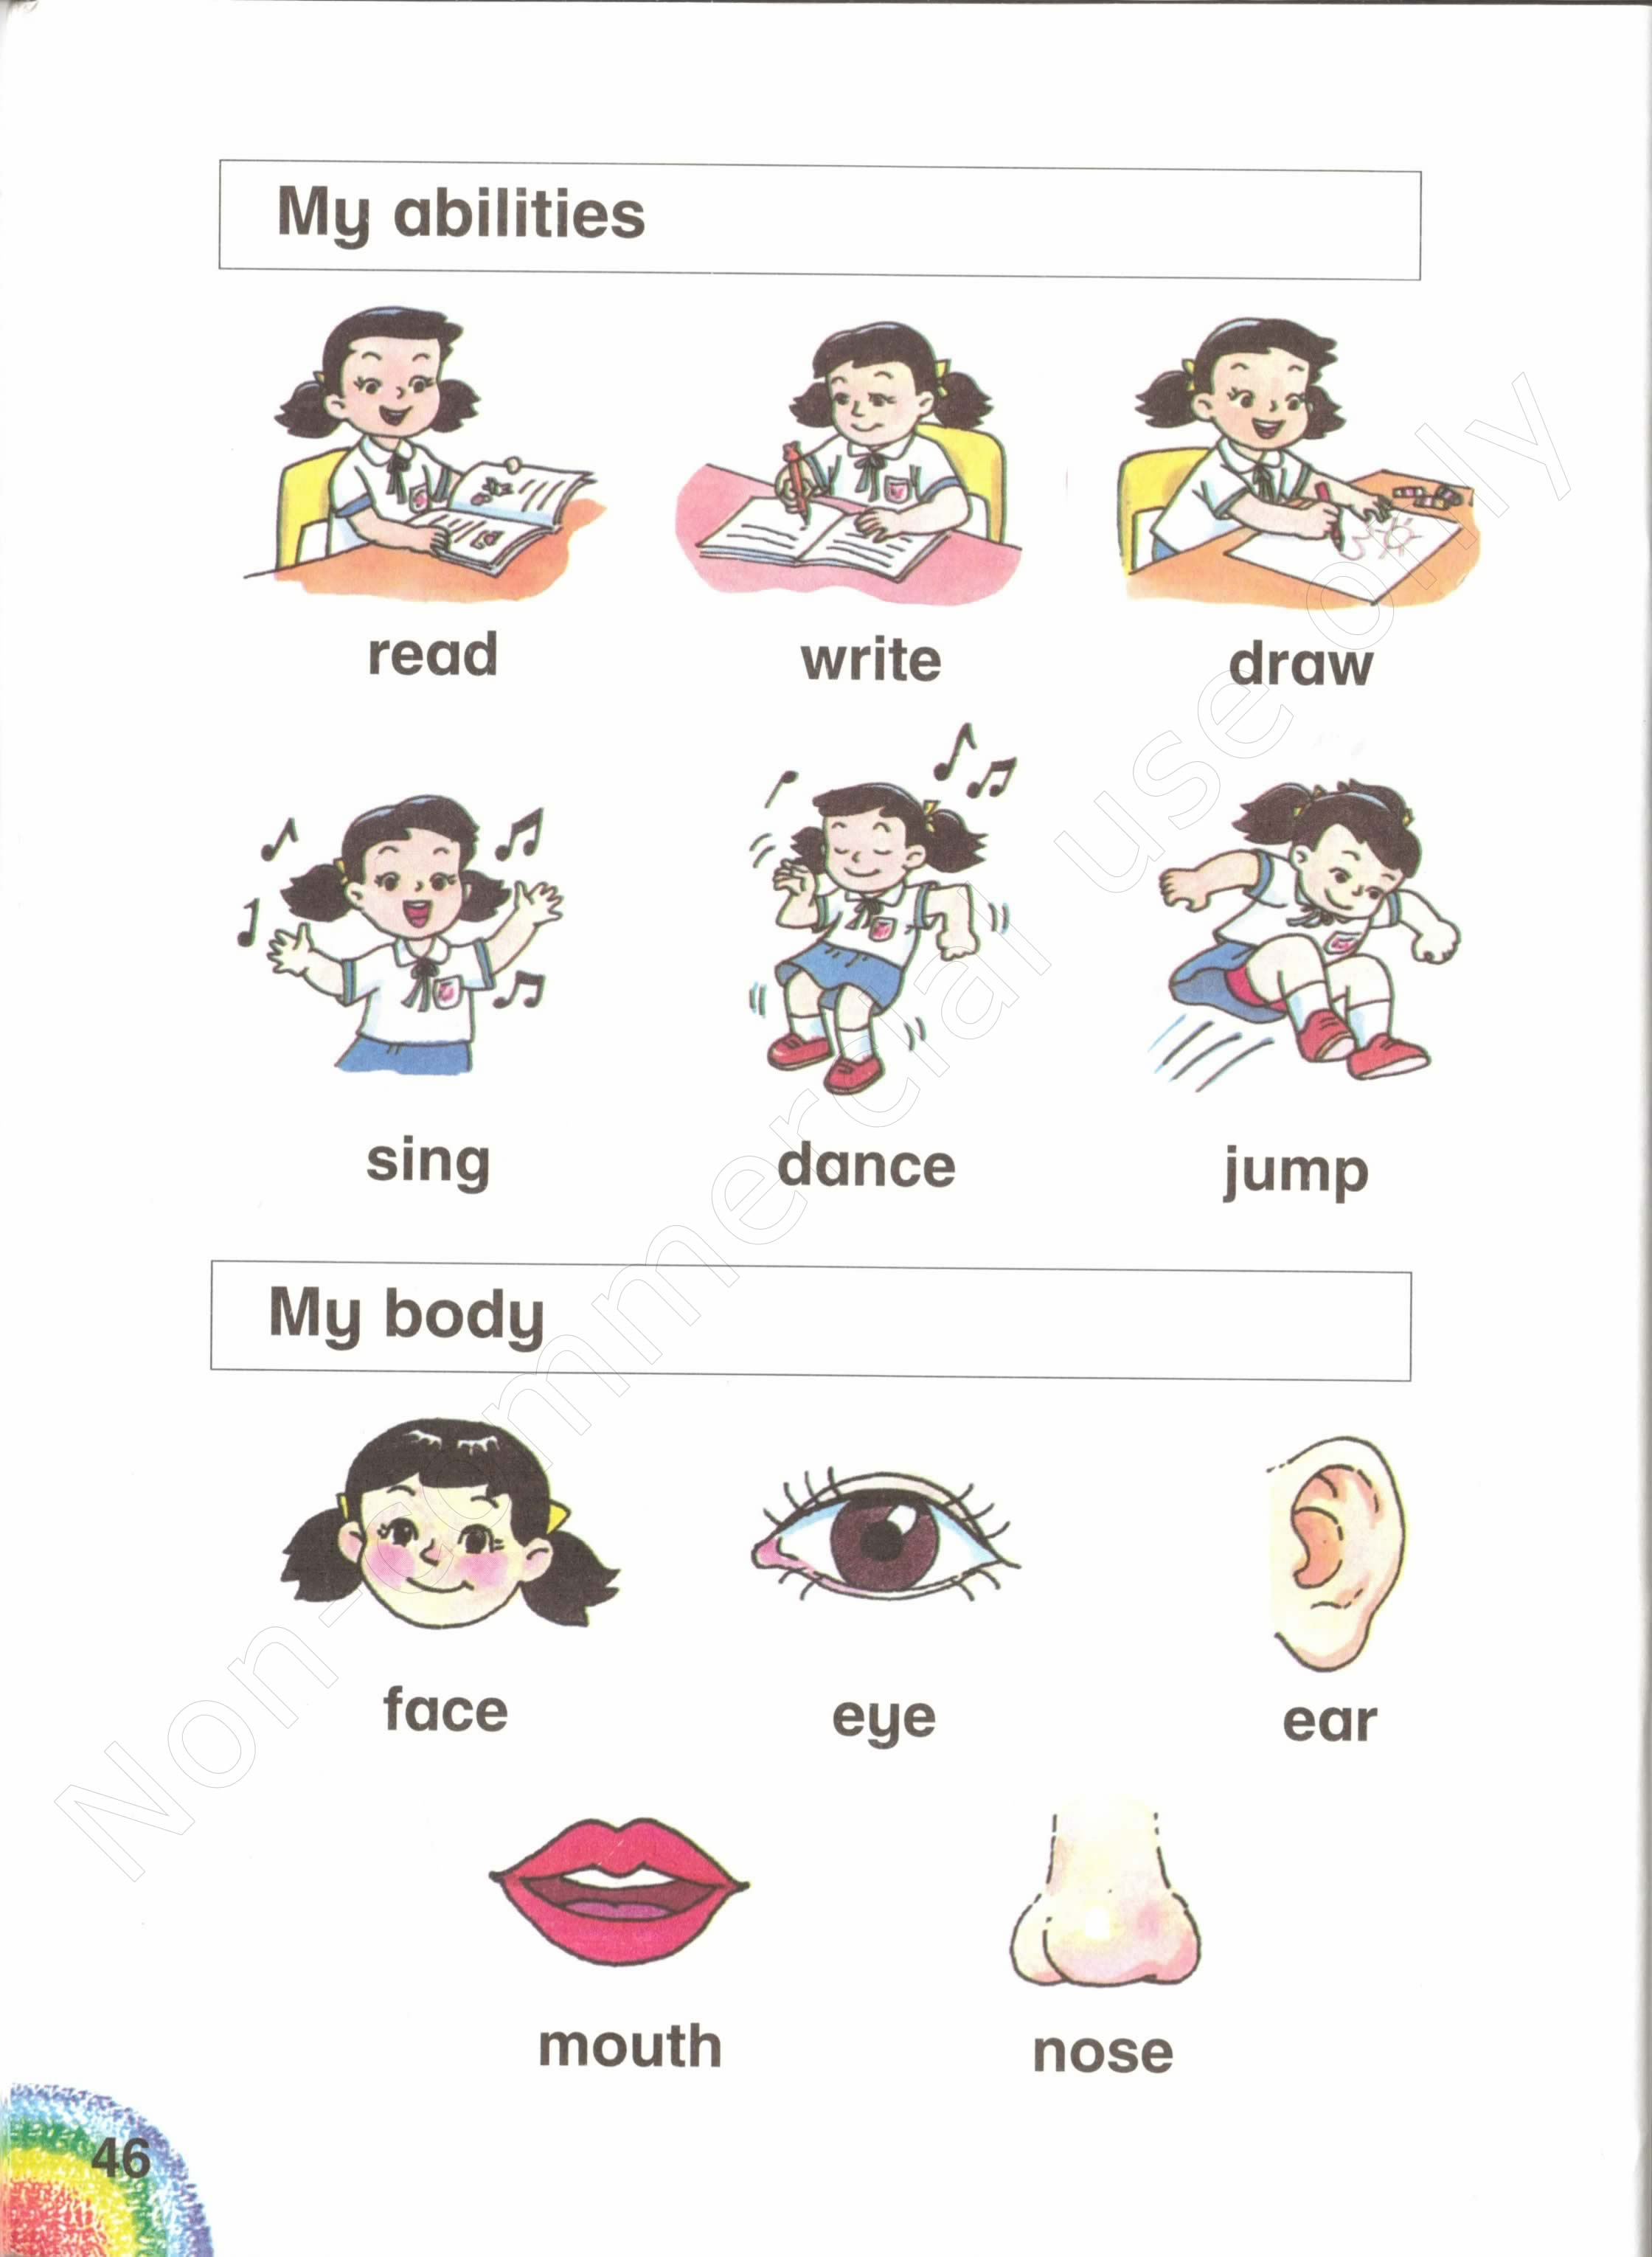 My abilities
read write draw
sing dance jump
My body
face eye ear
mouth nose
46
Non-commercial use only